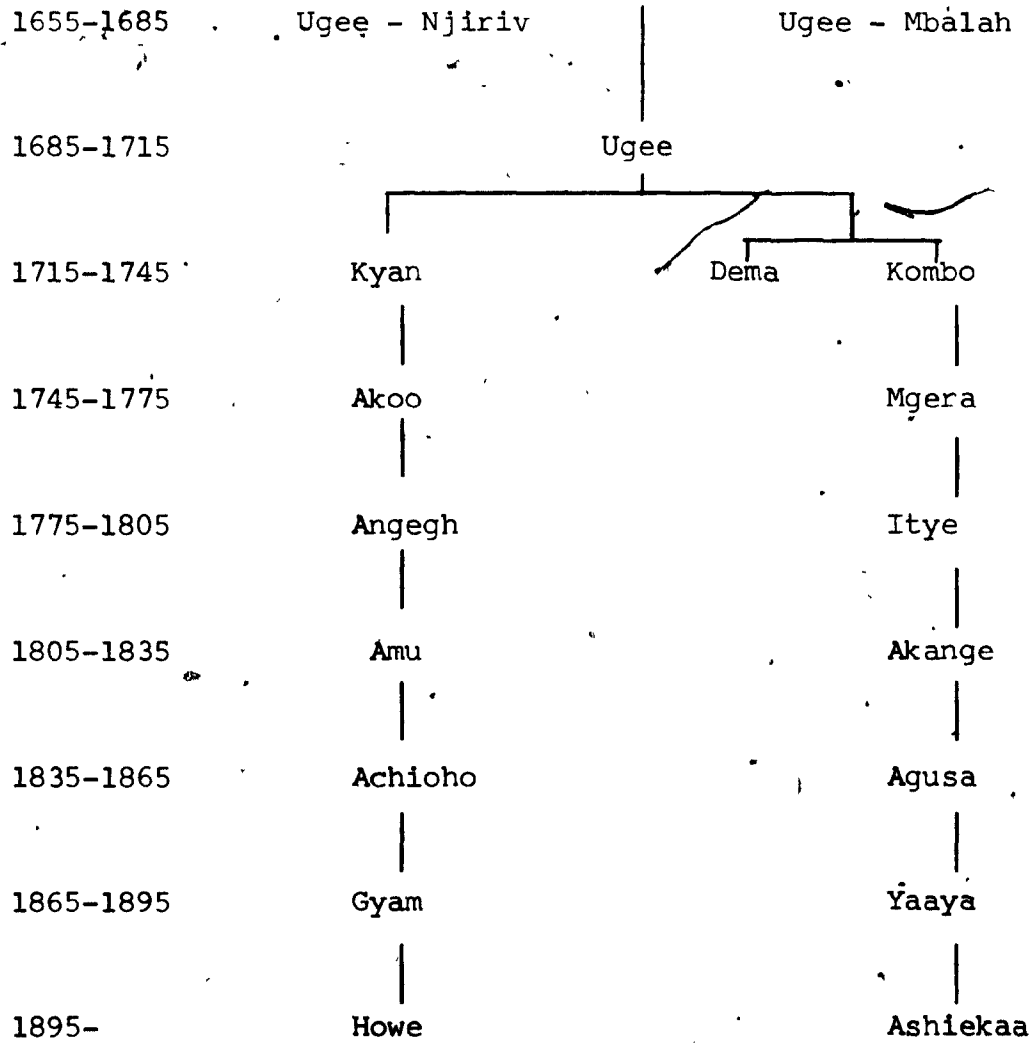 1655-1685 Ugee - Njiriv Ugee - Mbalah
1685-1715 Ugee
1715-1745 Kyan Dema Kombo
1745-1775 Akoo Mgera
1775-1805 Angegh Itye
1805-1835 Amu Akange
1835-1865 Achioho Agusa
1865-1895 Gyam Yaaya
1895- Howe Ashiekaa